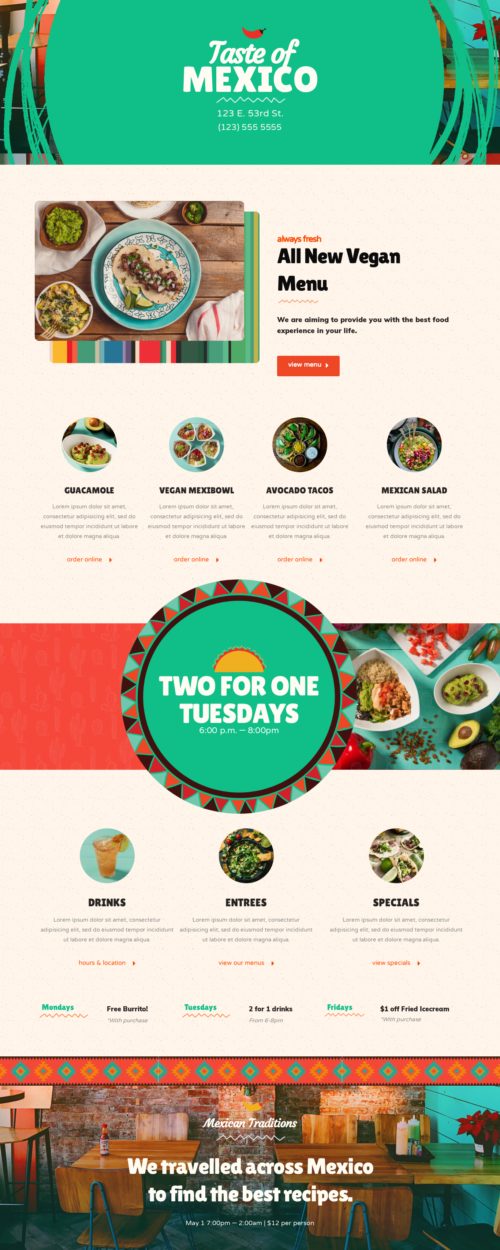 Taste of
MEXICO
123 E. 53rd St.
(123) 555 5555
always fresh
All New Vegan
Menu
We are aiming to provide you with the best food
experience in your life.
view menu
GUACAMOLE
Lorem ipsum dolor sit amet,
consectetur adipisicing elit, sed do
eiusmod tempor incididunt ut labore
et dolore magna aliqua
order online
VEGAN MEXIBOWL
Lorem ipsum dolor sit amet,
consectetur adipisicing elit, sed do
eiusmod tempor incididunt ut labore
et dolore magna aliqua
order online
AVOCADO TACOS
Lorem ipsum dolor sit amet,
consectetur adipisicing elit, sed do
eiusmod tempor incididunt ut labore
et dolore magna aliqua
order online
MEXICAN SALAD
Lorem ipsum dolor sit amet,
consectetur adipisicing elit, sed do
eiusmod tempor incididunt ut labore
et dolore magna aliqua
order online
TWO FOR ONE
TUESDAYS
6:00 p.m. – 8:00pm
DRINKS
Lorem ipsum dolor sit amet, consectetur
adipisicing elit, sed do eiusmod tempor incididunt
ut labore et dolore magna aliqua.
hours & location
ENTREES
Lorem ipsum dolor sit amet, consectetur
adipisicing elit, sed do eiusmod tempor incididunt
ut labore et dolore magna aliqua.
view our menus
SPECIALS
Lorem ipsum dolor sit amet, consectetur
adipisicing elit, sed do eiusmod tempor incididunt
ut labore et dolore magna aliqua.
view specials
Mondays
Free Burrito!
*With purchase
Tuesdays
2 for 1 drinks
From 6-8pm
Fridays
$1 off Fried Icecream
*With purchase
Mexican Traditions
We travelled across Mexico
to find the best recipes.
May 1 7:00pm – 2:00am | $12 per person